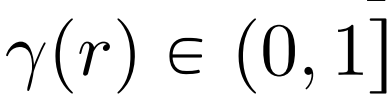 γ(r) ∈ (0, 1]